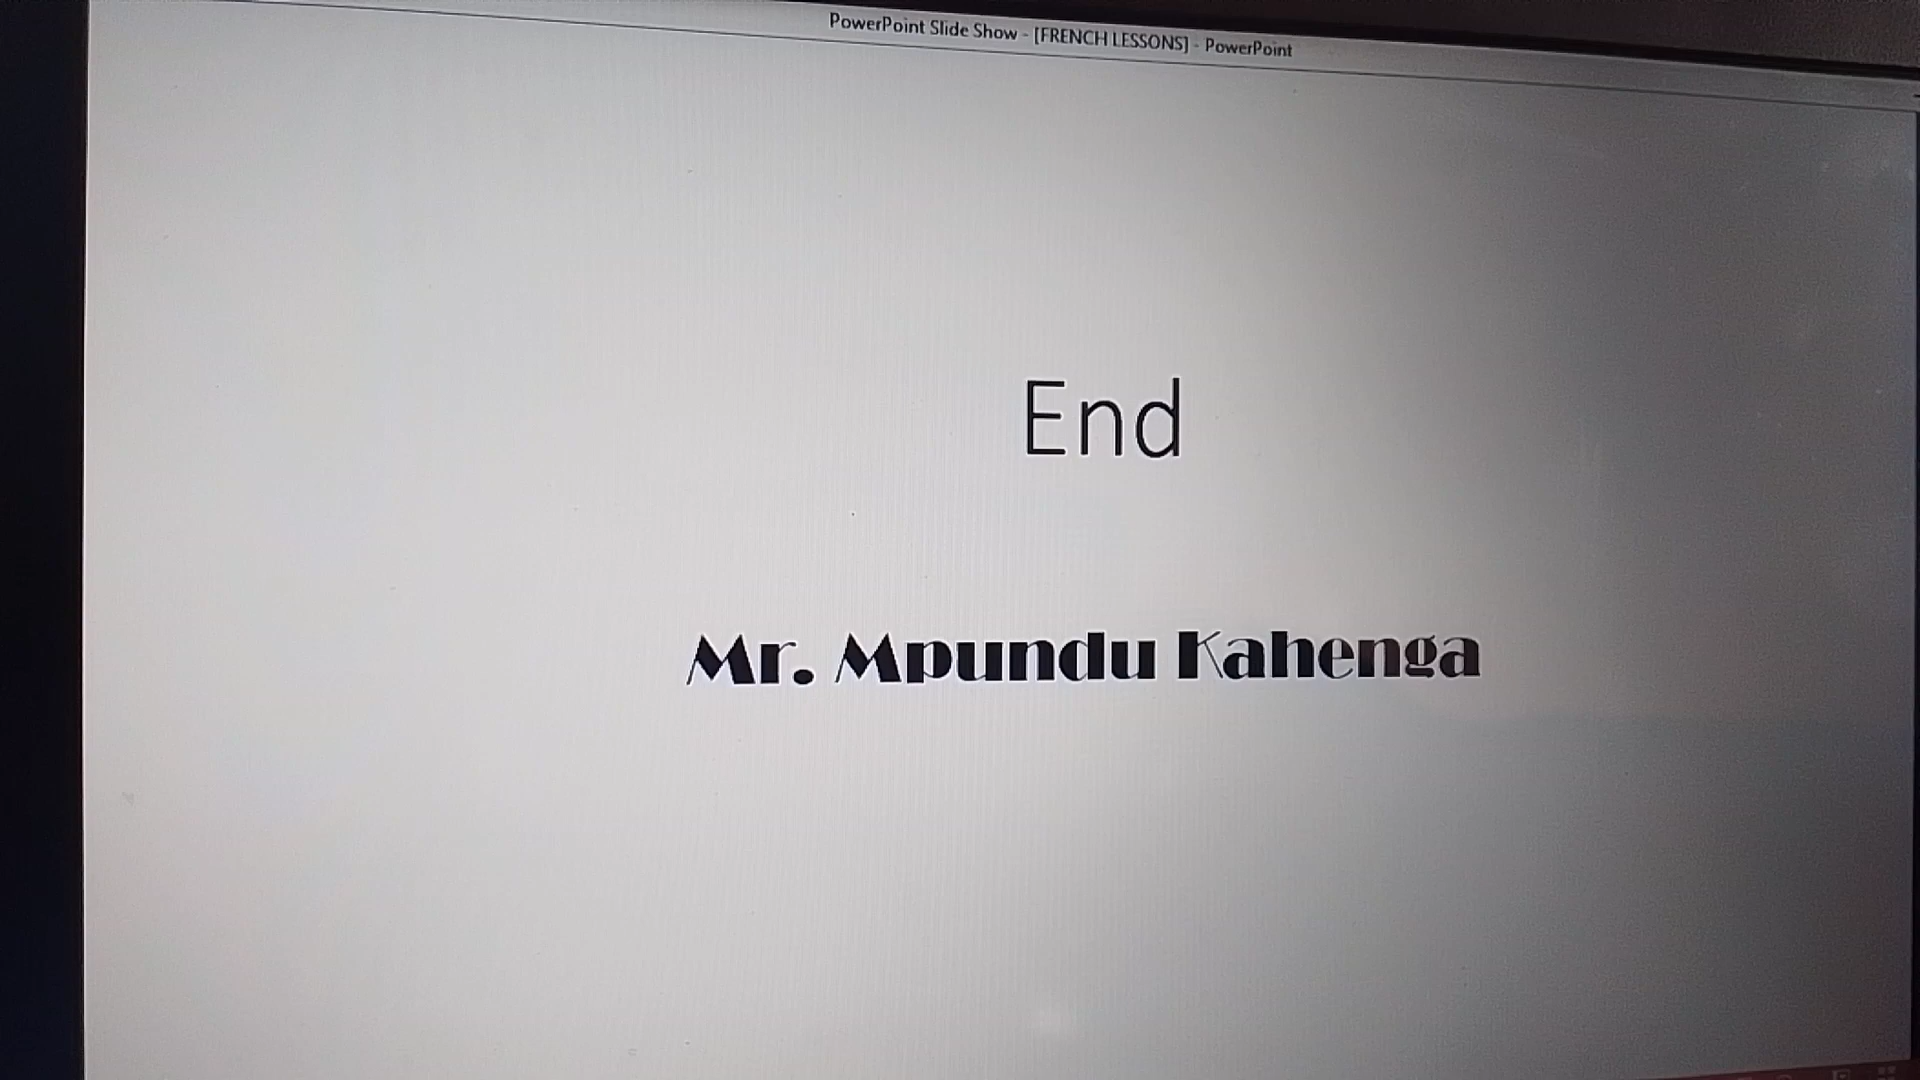 PowerPoint Slide Show - [FRENCH LESSONS] - PowerPoint
End
Mr. Mpundu Kahenga